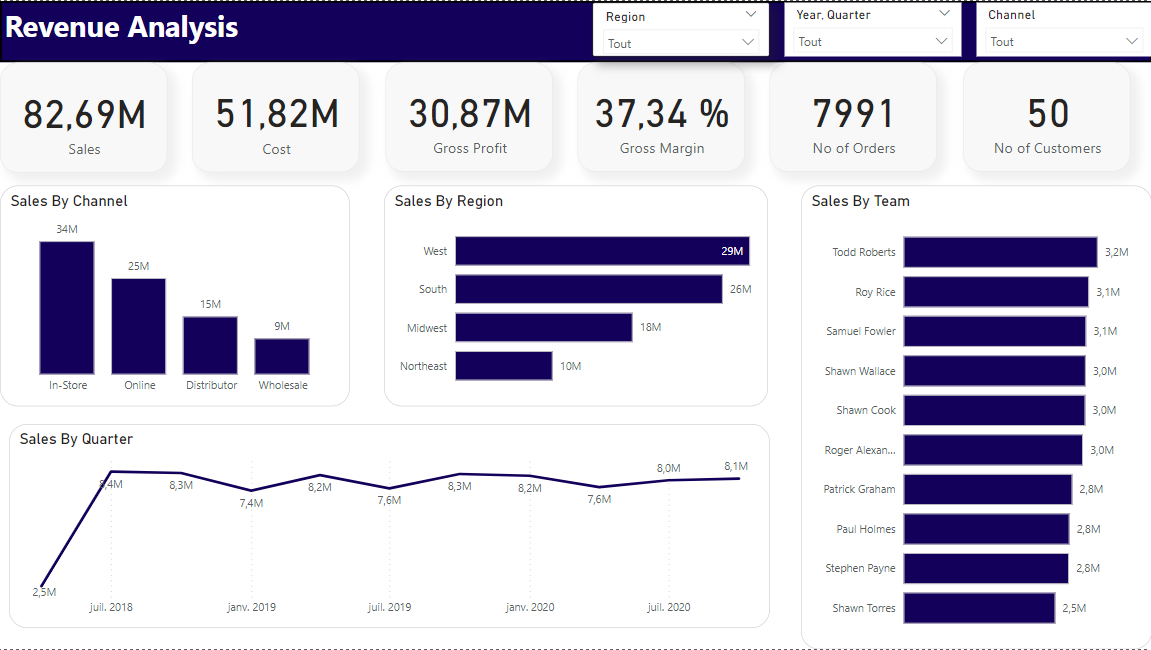 Revenue Analysis
Region
Tout
Year, Quarter
Tout
Channel
Tout
82,69M
Sales
51,82M
Cost
30,87M
Gross Profit
37,34 %
Gross Margin
7991
No of Orders
50
No of Customers
Sales By Channel
34M
25M
15M
9M
In-Store Online Distributor Wholesale
Sales By Region
West 29M
South 26M
Midwest 18M
Northeast 10M
Sales By Team
Todd Roberts 3,2M
Roy Rice 3,1M
Samuel Fowler 3,1M
Shawn Wallace 3,0M
Shawn Cook 3,0M
Roger Alexan... 3,0M
Patrick Graham 2,8M
Paul Holmes 2,8M
Stephen Payne 2,8M
Shawn Torres 2,5M
Sales By Quarter
2,5M 8,4M 8,3M 7,4M 8,2M 7,6M 8,3M 8,2M 7,6M 8,0M 8,1M
juil. 2018 janv. 2019 juil. 2019 janv. 2020 juil. 2020